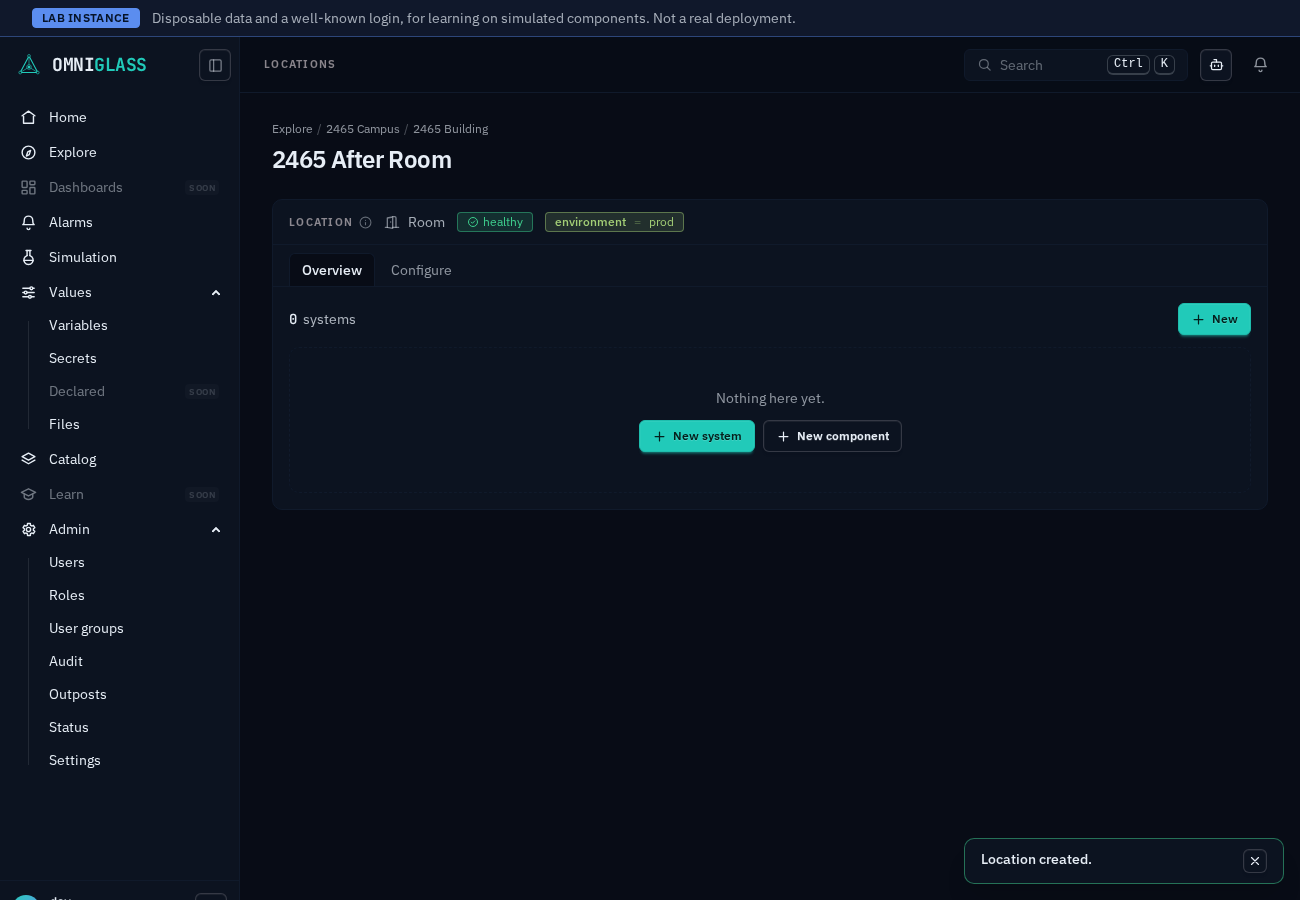 LAB INSTANCE Disposable data and a well-known login, for learning on simulated components. Not a real deployment.
OMNIGLASS
LOCATIONS
Search Ctrl K
Home
Explore
Dashboards SOON
Alarms
Simulation
Values
Variables
Secrets
Declared SOON
Files
Catalog
Learn SOON
Admin
Users
Roles
User groups
Audit
Outposts
Status
Settings
Explore / 2465 Campus / 2465 Building
2465 After Room
LOCATION Room healthy environment = prod
Overview Configure
0 systems
New
Nothing here yet.
New system New component
Location created.